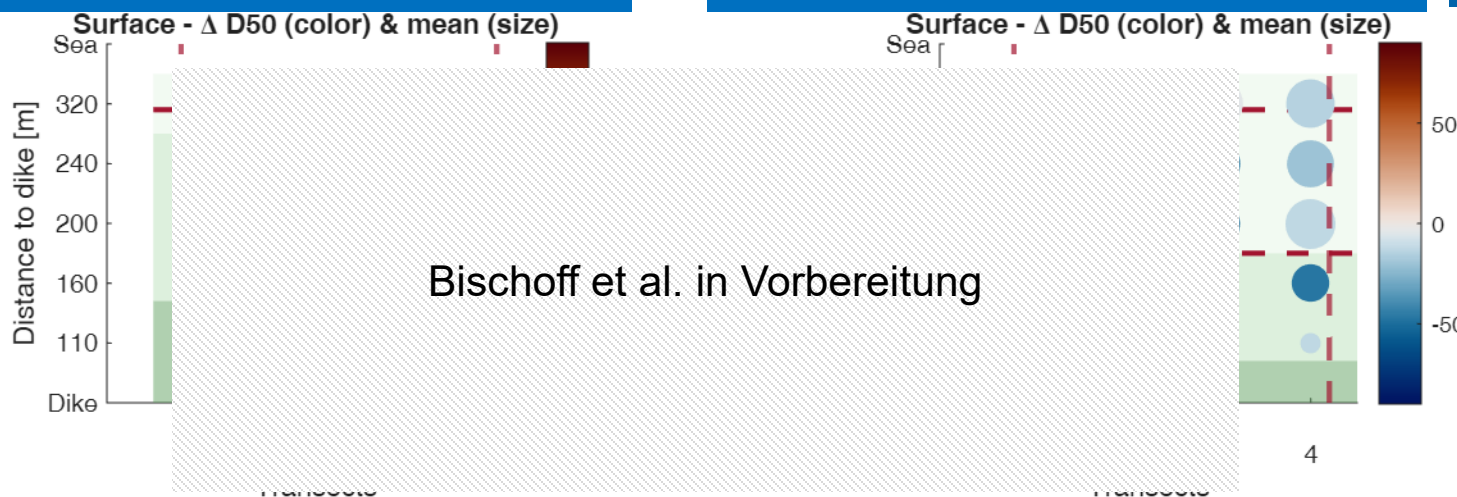 Surface - Δ D50 (color) & mean (size)
Surface - Δ D50 (color) & mean (size)
Sea
Sea
Distance to dike [m]
320
240
200
160
110
Dike
Bischoff et al. in Vorbereitung
50
0
-50
4
Transects
Transects